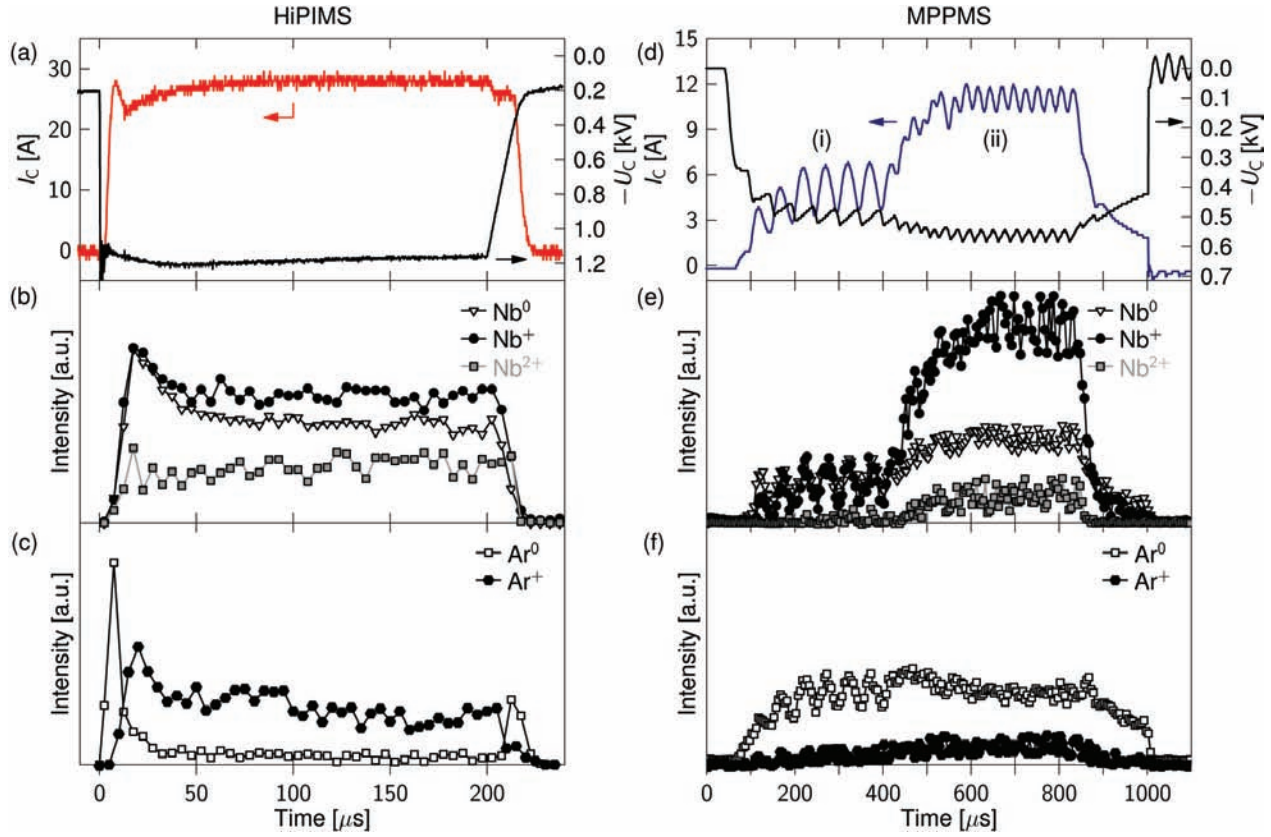 HiPIMS
MPPMS
(a)
30
20
10
0
I_C [A]
0.0
0.2
0.4
0.6
0.8
1.0
1.2
−U_C [kV]
(d)
15
12
9
6
3
0
I_C [A]
(i)
(ii)
0.0
0.1
0.2
0.3
0.4
0.5
0.6
0.7
−U_C [kV]
(b)
Intensity [a.u.]
Nb⁰
Nb⁺
Nb²⁺
(e)
Intensity [a.u.]
Nb⁰
Nb⁺
Nb²⁺
(c)
Intensity [a.u.]
Ar⁰
Ar⁺
0 50 100 150 200
Time [μs]
(f)
Intensity [a.u.]
Ar⁰
Ar⁺
0 200 400 600 800 1000
Time [μs]